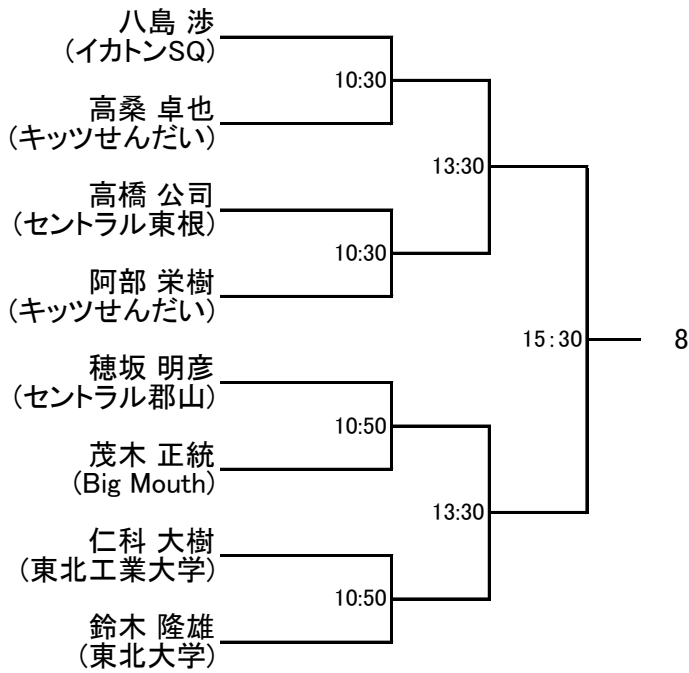 八島 渉
(イカトンSQ)
10:30
高桑 卓也
(キッツせんだい)
13:30
高橋 公司
(セントラル東根)
10:30
阿部 栄樹
(キッツせんだい)
15:30
8
穂坂 明彦
(セントラル郡山)
10:50
茂木 正統
(Big Mouth)
13:30
仁科 大樹
(東北工業大学)
10:50
鈴木 隆雄
(東北大学)